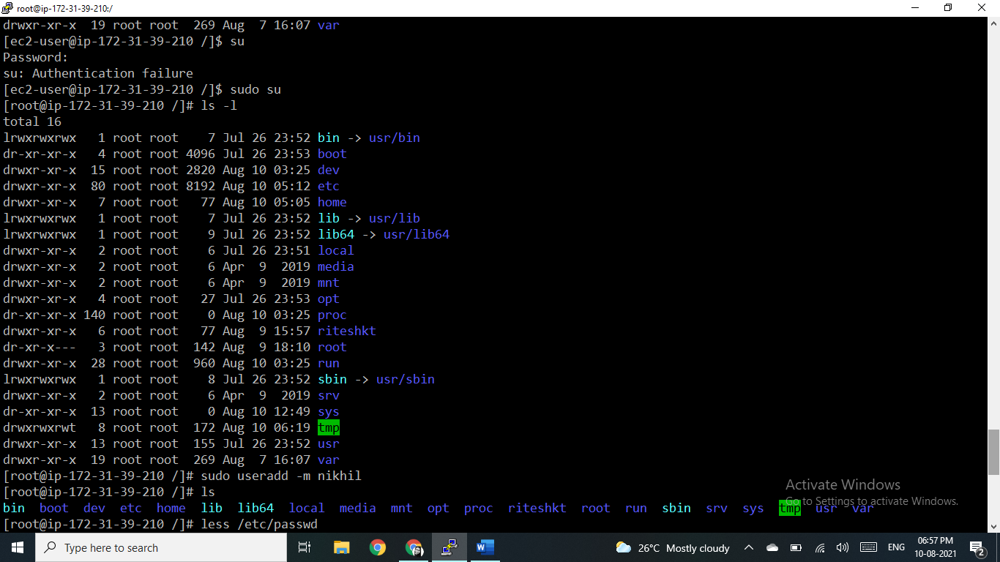 root@ip-172-31-39-210:/
drwxr-xr-x  19 root root  269 Aug  7 16:07 var
[ec2-user@ip-172-31-39-210 /]$ su
Password:
su: Authentication failure
[ec2-user@ip-172-31-39-210 /]$ sudo su
[root@ip-172-31-39-210 /]# ls -l
total 16
lrwxrwxrwx   1 root root    7 Jul 26 23:52 bin -> usr/bin
dr-xr-xr-x   4 root root 4096 Jul 26 23:53 boot
drwxr-xr-x  15 root root 2820 Aug 10 03:25 dev
drwxr-xr-x  80 root root 8192 Aug 10 05:12 etc
drwxr-xr-x   7 root root   77 Aug 10 05:05 home
lrwxrwxrwx   1 root root    7 Jul 26 23:52 lib -> usr/lib
lrwxrwxrwx   1 root root    9 Jul 26 23:52 lib64 -> usr/lib64
drwxr-xr-x   2 root root    6 Jul 26 23:51 local
drwxr-xr-x   2 root root    6 Apr  9  2019 media
drwxr-xr-x   2 root root    6 Apr  9  2019 mnt
drwxr-xr-x   4 root root   27 Jul 26 23:53 opt
dr-xr-xr-x 140 root root    0 Aug 10 03:25 proc
drwxr-xr-x   6 root root   77 Aug  9 15:57 riteshkt
dr-xr-x---   3 root root  142 Aug  9 18:10 root
drwxr-xr-x  28 root root  960 Aug 10 03:25 run
lrwxrwxrwx   1 root root    8 Jul 26 23:52 sbin -> usr/sbin
drwxr-xr-x   2 root root    6 Apr  9  2019 srv
dr-xr-xr-x  13 root root    0 Aug 10 12:49 sys
drwxrwxrwt   8 root root  172 Aug 10 06:19 tmp
drwxr-xr-x  13 root root  155 Jul 26 23:52 usr
drwxr-xr-x  19 root root  269 Aug  7 16:07 var
[root@ip-172-31-39-210 /]# sudo useradd -m nikhil
[root@ip-172-31-39-210 /]# ls
bin  boot  dev  etc  home  lib  lib64  local  media  mnt  opt  proc  riteshkt  root  run  sbin  srv  sys  tmp  usr  var
[root@ip-172-31-39-210 /]# less /etc/passwd
Activate Windows
Go to Settings to activate Windows.
Type here to search
26°C Mostly cloudy
ENG
06:57 PM
10-08-2021
2